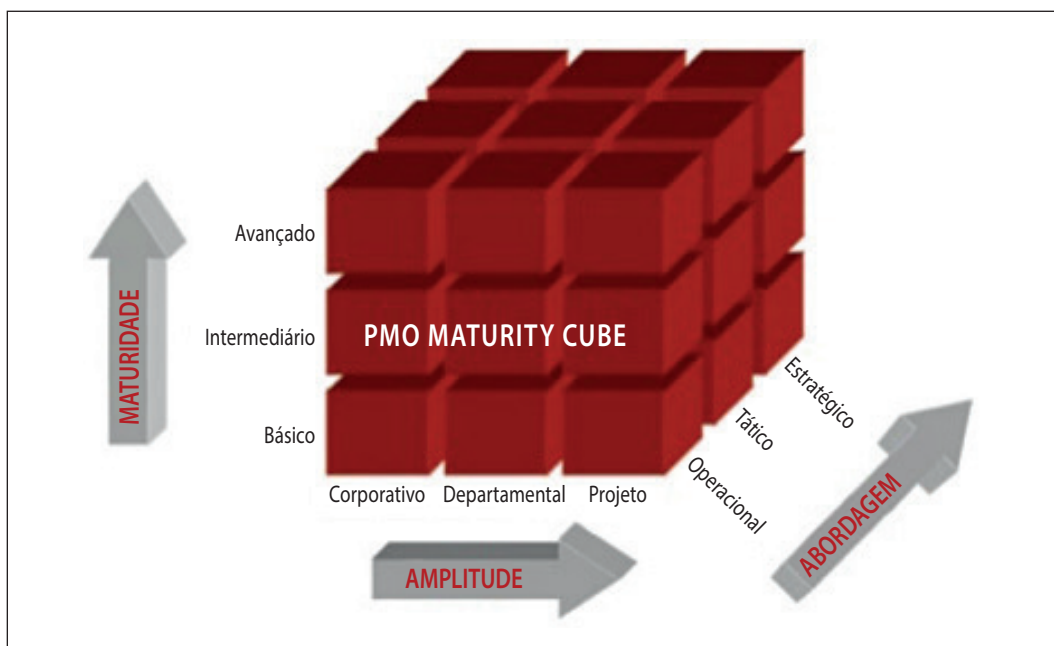 Avançado
MATURIDADE
Intermediário
PMO MATURITY CUBE
Básico
Estratégico
Tático
Operacional
Corporativo Departamental Projeto
ABORDAGEM
AMPLITUDE